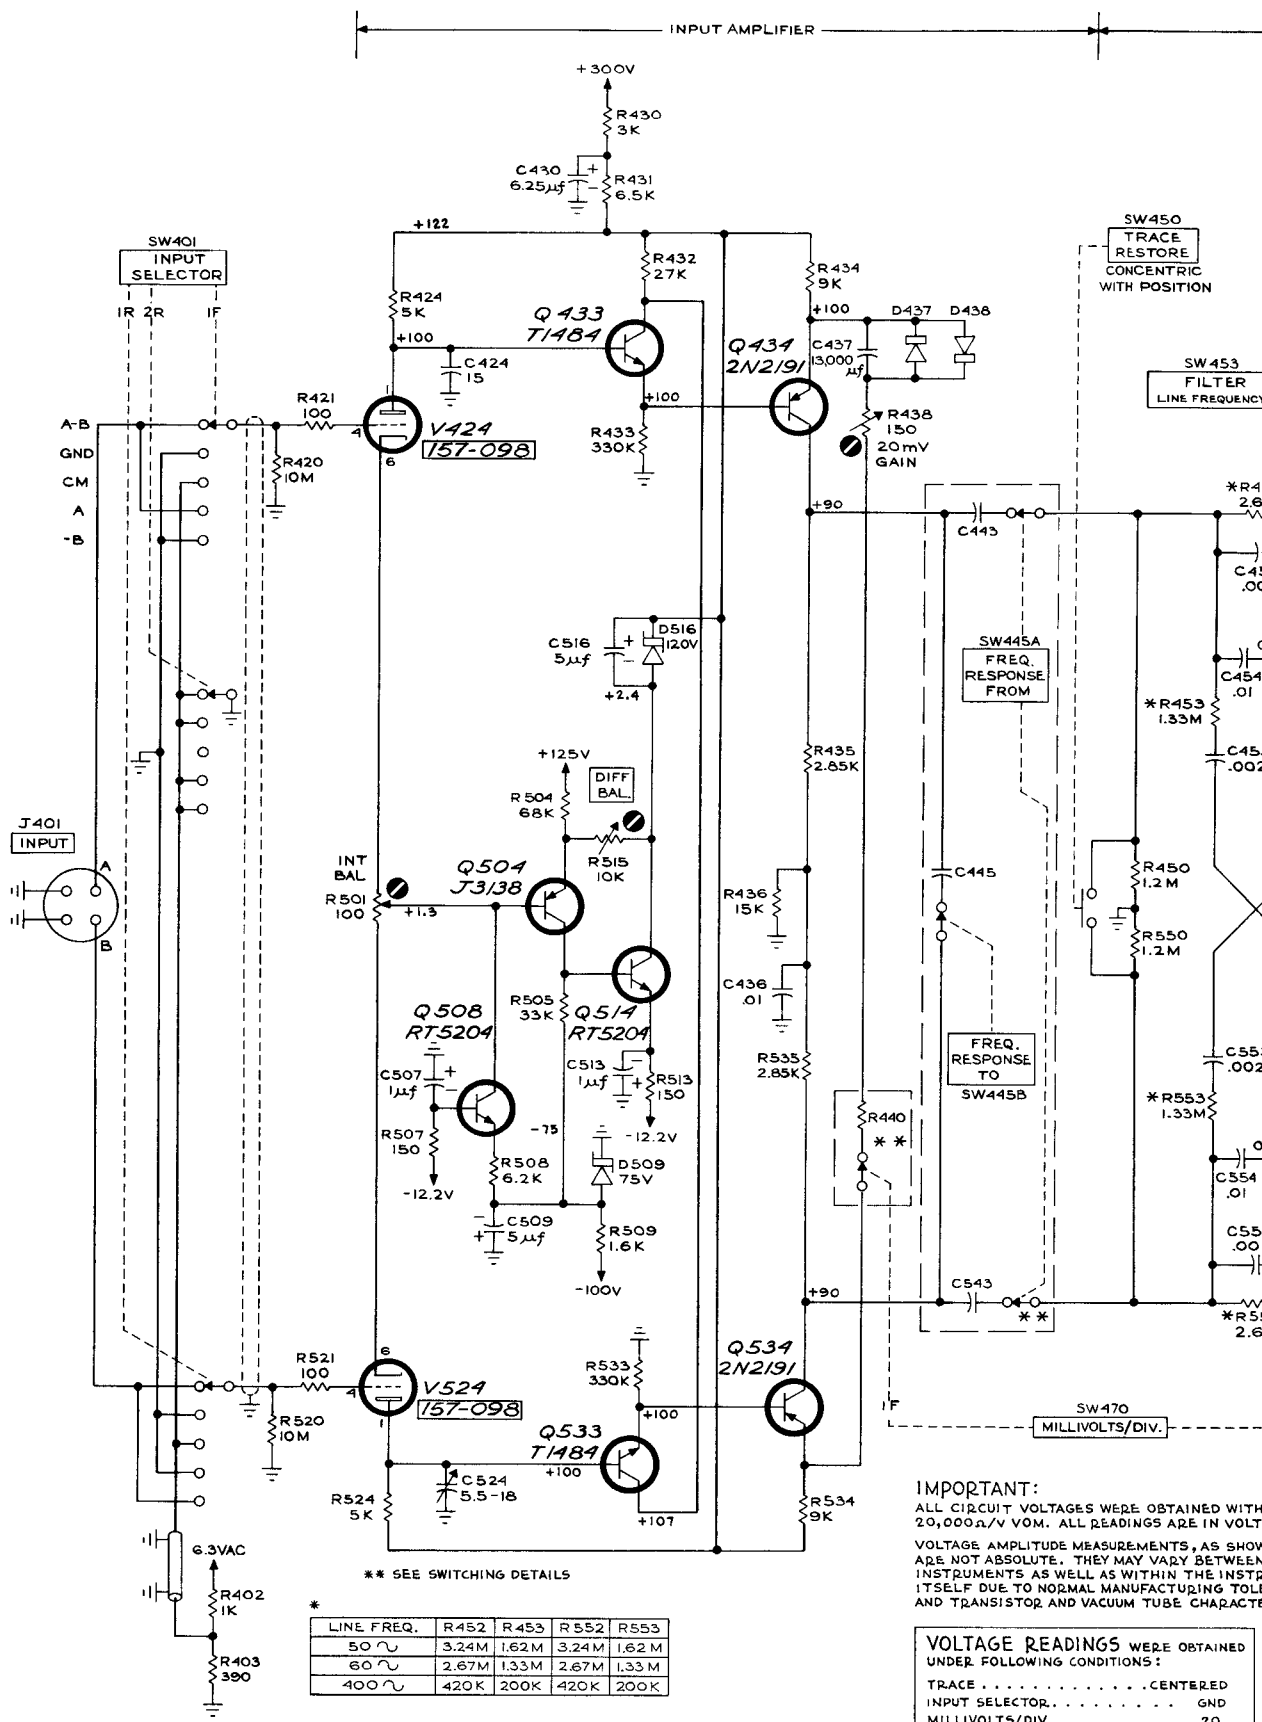 INPUT AMPLIFIER
+300V
R430
3K
C430
6.25µf
+
-
R431
6.5K
+122
SW401
INPUT
SELECTOR
1R 2R 1F
SW450
TRACE
RESTORE
CONCENTRIC
WITH POSITION
R424
5K
R432
27K
R434
9K
Q433
T1484
+100
+100
D437 D438
C437
13,000
µf
Q434
2N2191
C424
15
SW453
FILTER
LINE FREQUENCY
R421
100
1
4
6
V424
157-098
+100
R433
330K
R438
150
20mV
GAIN
A-B
GND
CM
A
-B
R420
10M
+90
C443
C516
5µf
+
-
D516
120V
+2.4
SW445A
FREQ.
RESPONSE
FROM
C454
.01
*R453
1.33M
.002
+125V
R504
68K
DIFF
BAL.
R435
2.85K
R515
10K
J401
INPUT
A
B
INT
BAL
R501
100
+1.3
Q504
J3138
C445
R450
1.2M
R436
15K
R550
1.2M
Q508
RT5204
R505
33K
Q514
RT5204
C436
.01
C507
1µf
+
-
C513
1µf
-
+
R513
150
R535
2.85K
FREQ.
RESPONSE
TO
SW445B
C553
.002
*R553
1.33M
R507
150
-12.2V
-75
-12.2V
R508
6.2K
D509
75V
R440
**
C554
.01
-
+
C509
5µf
R509
1.6K
-100V
+90
C543
**
R521
100
6
4
1
V524
157-098
R533
330K
Q534
2N2191
+100
1F
SW470
MILLIVOLTS/DIV.
R520
10M
Q533
T1484
+100
C524
5.5-18
R524
5K
+107
R534
9K
6.3VAC
R402
1K
R403
390
** SEE SWITCHING DETAILS
*
LINE FREQ. R452 R453 R552 R553
50~ 3.24M 1.62M 3.24M 1.62M
60~ 2.67M 1.33M 2.67M 1.33M
400~ 420K 200K 420K 200K
IMPORTANT:
ALL CIRCUIT VOLTAGES WERE OBTAINED WITH
20,000Ω/V VOM. ALL READINGS ARE IN VOLT
VOLTAGE AMPLITUDE MEASUREMENTS, AS SHOW
ARE NOT ABSOLUTE. THEY MAY VARY BETWEEN
INSTRUMENTS AS WELL AS WITHIN THE INSTR
ITSELF DUE TO NORMAL MANUFACTURING TOLE
AND TRANSISTOR AND VACUUM TUBE CHARACTE
VOLTAGE READINGS WERE OBTAINED
UNDER FOLLOWING CONDITIONS:
TRACE . . . . . . . . . . . . . CENTERED
INPUT SELECTOR. . . . . . . . . . GND
MILLIVOLTS/DIV 20